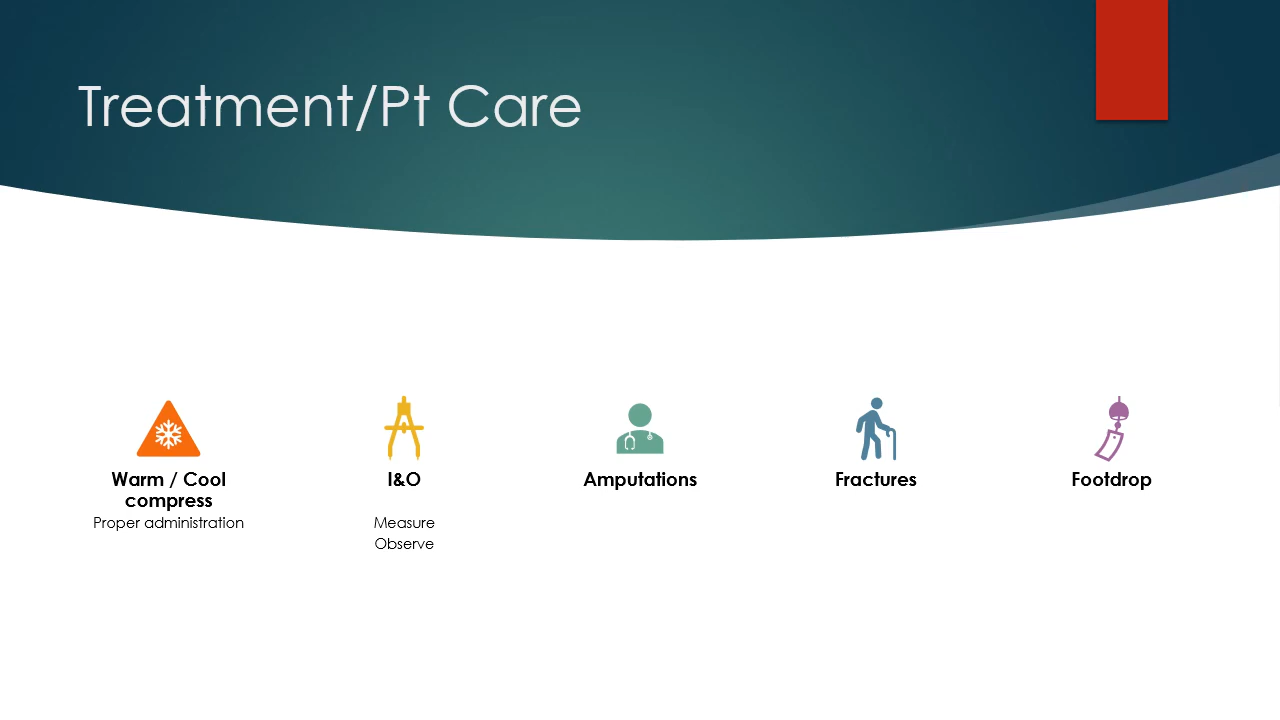 Treatment/Pt Care
Warm / Cool
compress
Proper administration
I&O
Measure
Observe
Amputations
Fractures
Footdrop